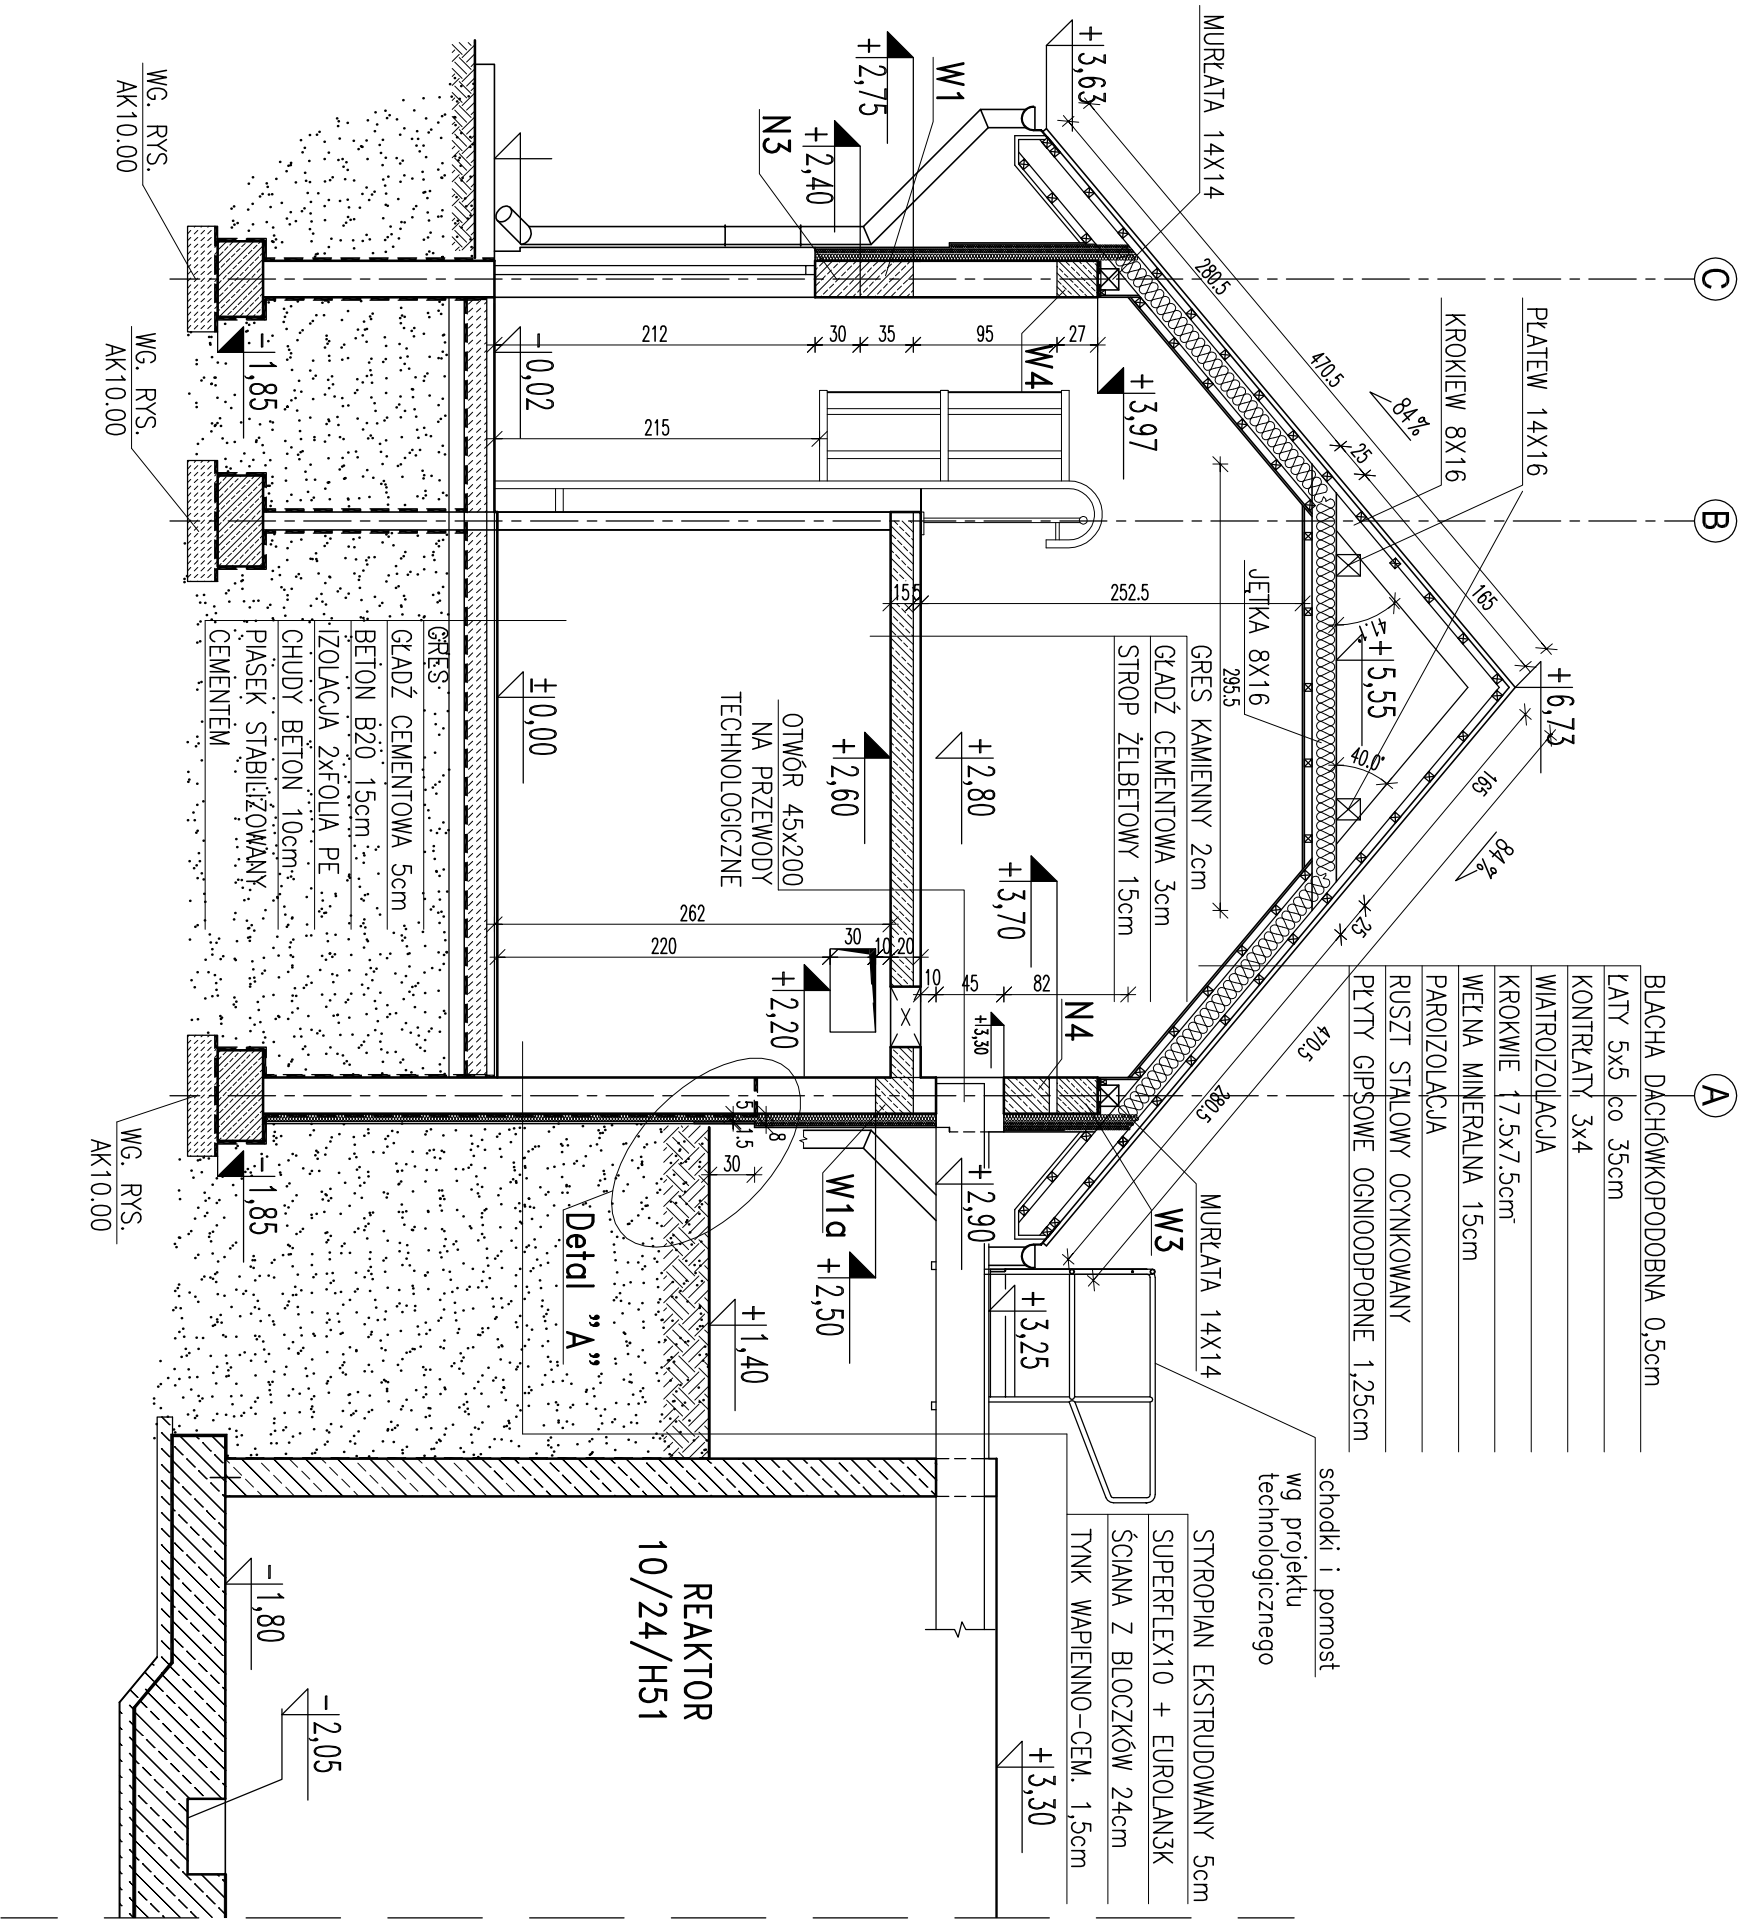 C
B
A
MURŁATA 14X14
PŁATEW 14X16
KROKIEW 8X16
JĘTKA 8X16
+3,63
+2,75
W1
+2,40
N3
280.5
470.5
84%
25
165
41.1°
+5,55
+6,73
40.0°
165
84%
25
470.5
280.5
295.5
252.5
15
5
212
30
35
95
27
W4
+3,97
-0,02
215
WG. RYS.
AK10.00
-1,85
WG. RYS.
AK10.00
GRES
GŁADŹ CEMENTOWA 5cm
BETON B20 15cm
IZOLACJA 2xFOLIA PE
CHUDY BETON 10cm
PIASEK STABILIZOWANY
CEMENTEM
±0,00
GRES KAMIENNY 2cm
GŁADŹ CEMENTOWA 3cm
STROP ŻELBETOWY 15cm
OTWÓR 45x200
NA PRZEWODY
TECHNOLOGICZNE
+2,80
+2,60
+3,70
262
220
30
10
20
10
45
82
+2,20
+3,30
N4
BLACHA DACHÓWKOPODOBNA 0,5cm
ŁATY 5x5 co 35cm
KONTRŁATY 3x4
WIATROIZOLACJA
KROKWIE 17.5x7.5cm
WEŁNA MINERALNA 15cm
PAROIZOLACJA
RUSZT STALOWY OCYNKOWANY
PŁYTY GIPSOWE OGNIOODPORNE 1,25cm
MURŁATA 14X14
W3
+2,90
W1a
+2,50
+3,25
5
1.5
8
30
Detal "A"
+1,40
-1,85
WG. RYS.
AK10.00
schodki i pomost
wg projektu
technologicznego
STYROPIAN EKSTRUDOWANY 5cm
SUPERFLEX10 + EUROLAN3K
ŚCIANA Z BLOCZKÓW 24cm
TYNK WAPIENNO-CEM. 1,5cm
REAKTOR
10/24/H51
+3,30
-1,80
-2,05